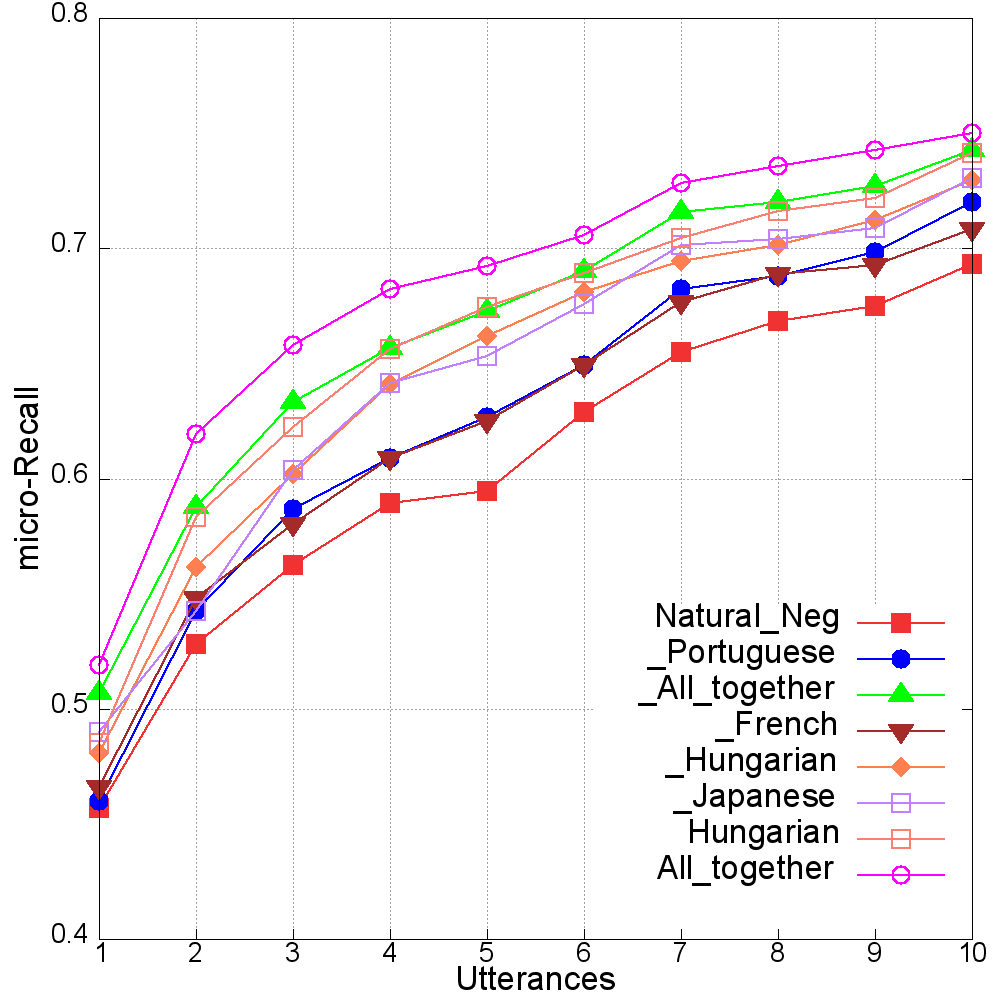 0.8
0.7
0.6
0.5
0.4
micro-Recall
Natural_Neg
_Portuguese
_All_together
_French
_Hungarian
_Japanese
Hungarian
All_together
1 2 3 4 5 6 7 8 9 10
Utterances